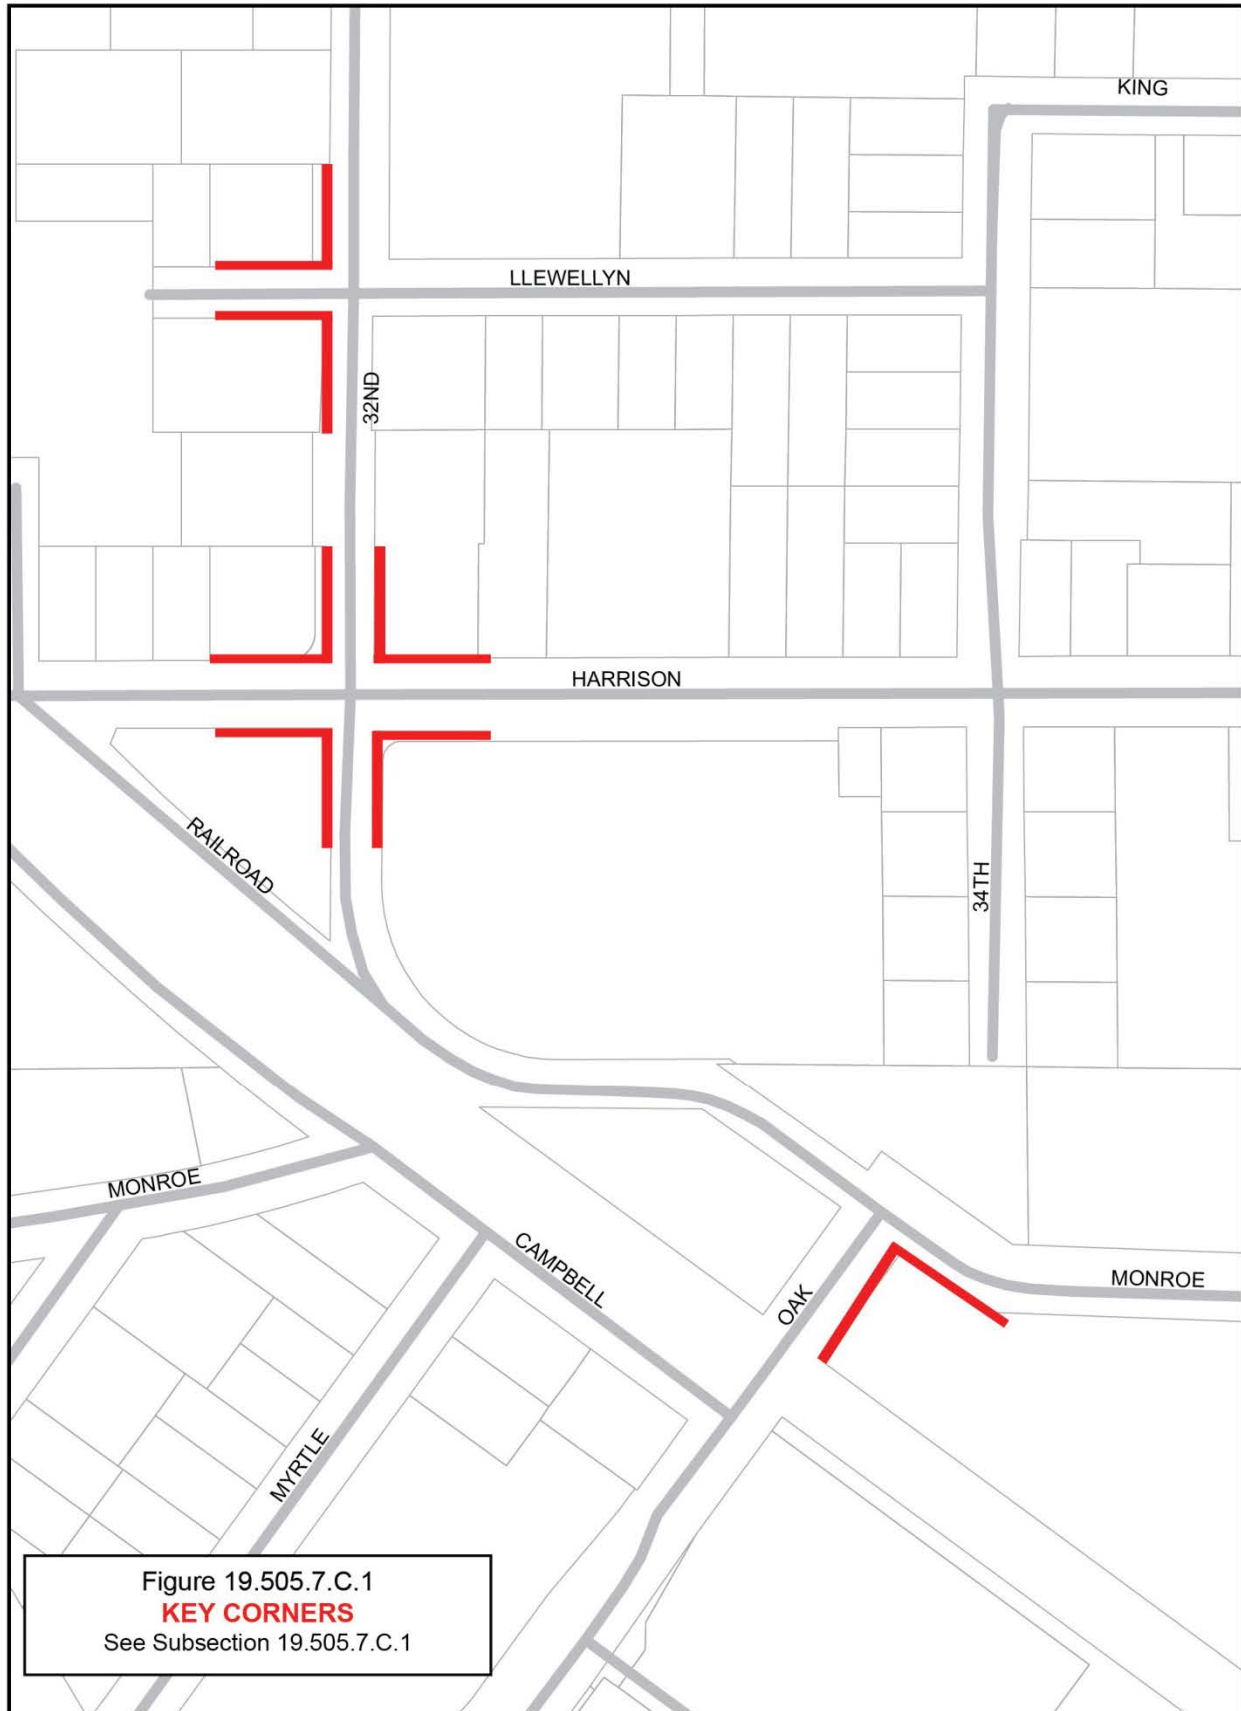 KING
LLEWELLYN
32ND
HARRISON
RAILROAD
34TH
MONROE
CAMPBELL
OAK
MONROE
MYRTLE
Figure 19.505.7.C.1
KEY CORNERS
See Subsection 19.505.7.C.1